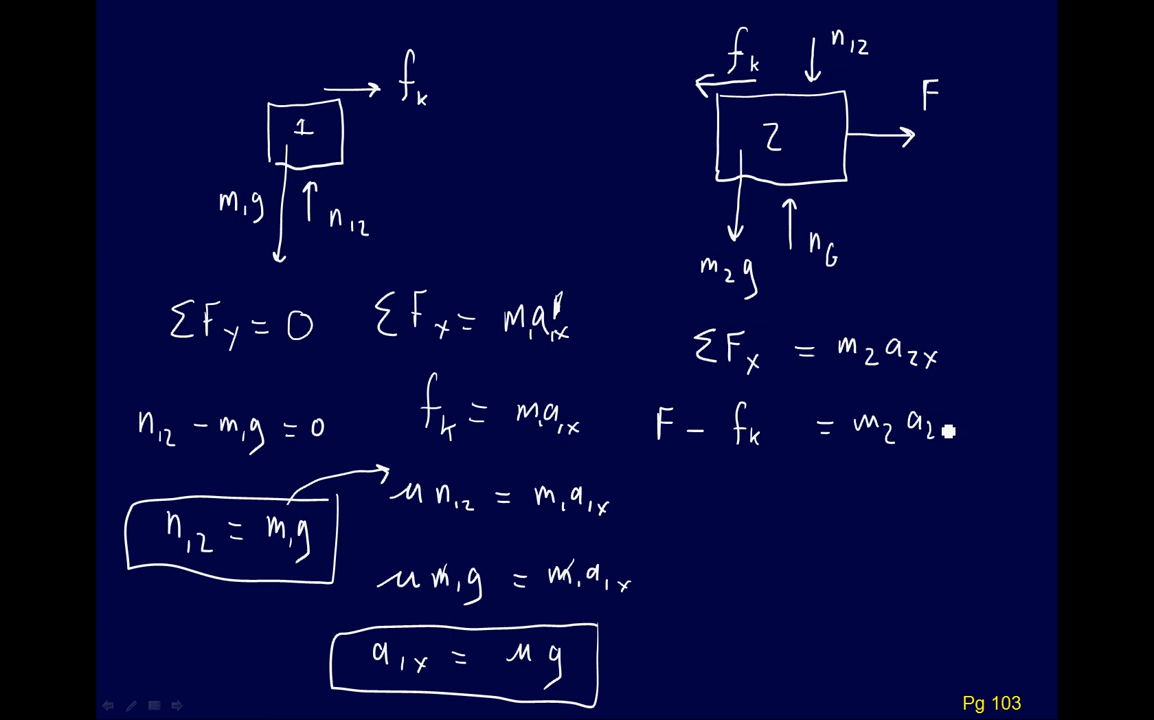 f_k
1
m_1 g
n_12
ΣF_y = 0
ΣF_x = m_1 a_1x
n_12 - m_1 g = 0
f_k = m_1 a_1x
n_12 = m_1 g
μ n_12 = m_1 a_1x
μ m_1 g = m_1 a_1x
a_1x = μ g
f_k
n_12
F
2
m_2 g
n_G
ΣF_x = m_2 a_2x
F - f_k = m_2 a_2
Pg 103